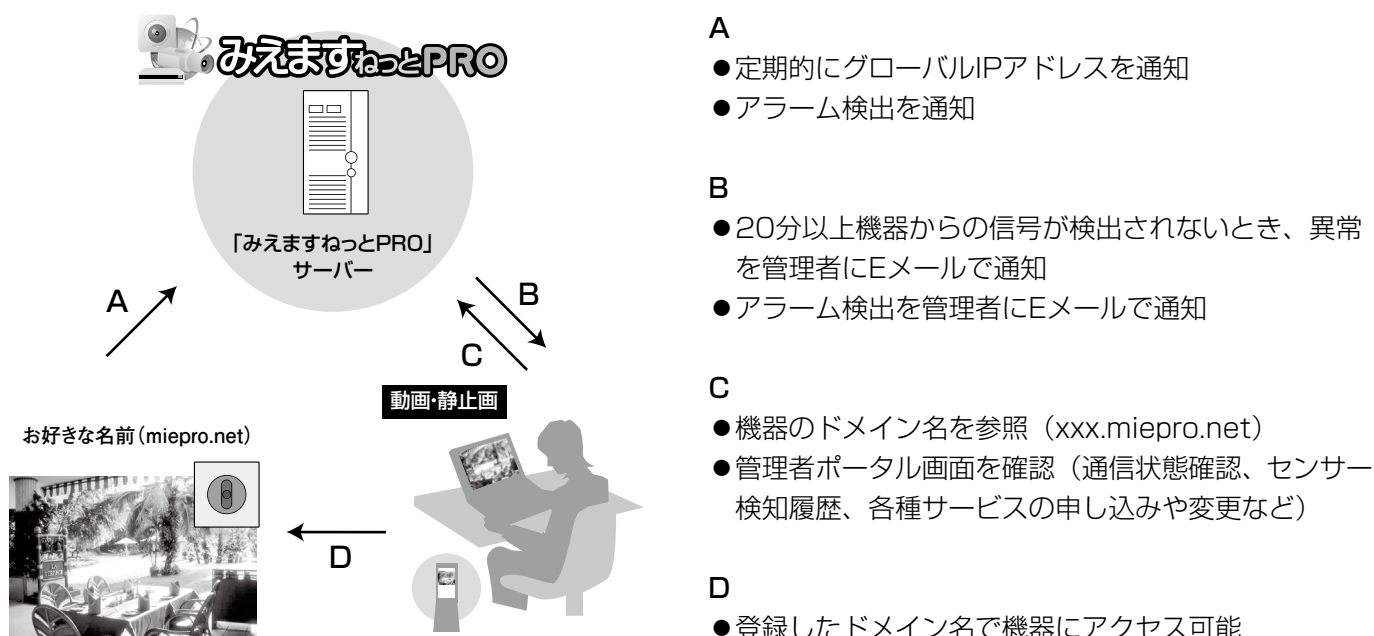 みえますねっとPRO
「みえますねっとPRO」
サーバー
A
B
C
動画・静止画
お好きな名前（miepro.net）
D
A
●定期的にグローバルIPアドレスを通知
●アラーム検出を通知
B
●20分以上機器からの信号が検出されないとき、異常
を管理者にEメールで通知
●アラーム検出を管理者にEメールで通知
C
●機器のドメイン名を参照（xxx.miepro.net）
●管理者ポータル画面を確認（通信状態確認、センサー
検知履歴、各種サービスの申し込みや変更など）
D
●登録したドメイン名で機器にアクセス可能